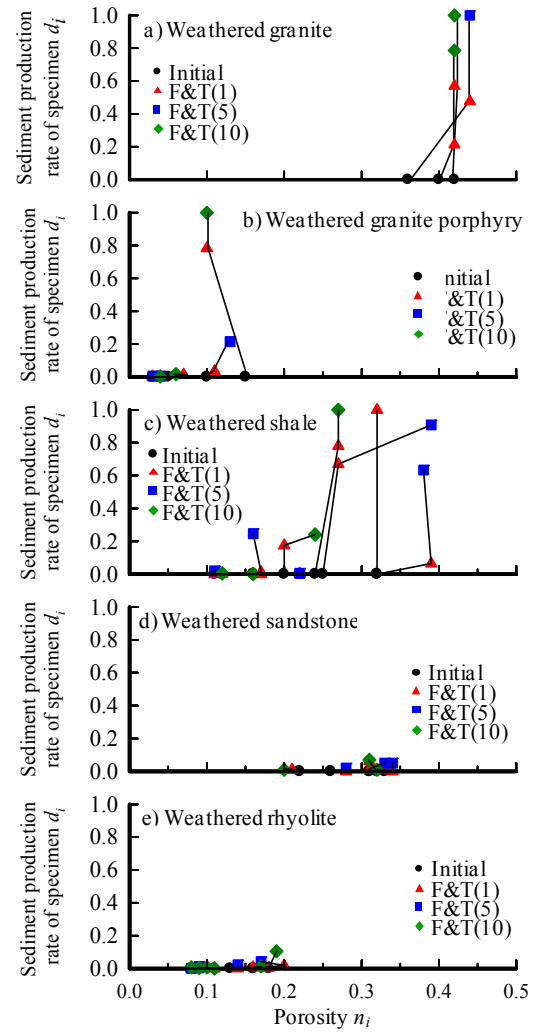 Sediment production
rate of specimen di
1.0
0.8
0.6
0.4
0.2
0.0
a) Weathered granite
Initial
F&T(1)
F&T(5)
F&T(10)
Sediment production
rate of specimen di
1.0
0.8
0.6
0.4
0.2
0.0
b) Weathered granite porphyry
nitial
&T(1)
&T(5)
&T(10)
Sediment production
rate of specimen di
1.0
0.8
0.6
0.4
0.2
0.0
c) Weathered shale
Initial
F&T(1)
F&T(5)
F&T(10)
Sediment production
rate of specimen di
1.0
0.8
0.6
0.4
0.2
0.0
d) Weathered sandstone
Initial
F&T(1)
F&T(5)
F&T(10)
Sediment production
rate of specimen di
1.0
0.8
0.6
0.4
0.2
0.0
e) Weathered rhyolite
Initial
F&T(1)
F&T(5)
F&T(10)
0.0 0.1 0.2 0.3 0.4 0.5
Porosity ni